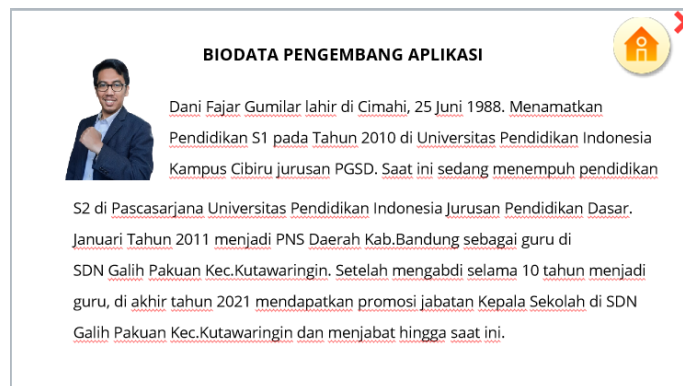 BIODATA PENGEMBANG APLIKASI
Dani Fajar Gumilar lahir di Cimahi, 25 Juni 1988. Menamatkan
Pendidikan S1 pada Tahun 2010 di Universitas Pendidikan Indonesia
Kampus Cibiru jurusan PGSD. Saat ini sedang menempuh pendidikan
S2 di Pascasarjana Universitas Pendidikan Indonesia Jurusan Pendidikan Dasar.
Januari Tahun 2011 menjadi PNS Daerah Kab.Bandung sebagai guru di
SDN Galih Pakuan Kec.Kutawaringin. Setelah mengabdi selama 10 tahun menjadi
guru, di akhir tahun 2021 mendapatkan promosi jabatan Kepala Sekolah di SDN
Galih Pakuan Kec.Kutawaringin dan menjabat hingga saat ini.